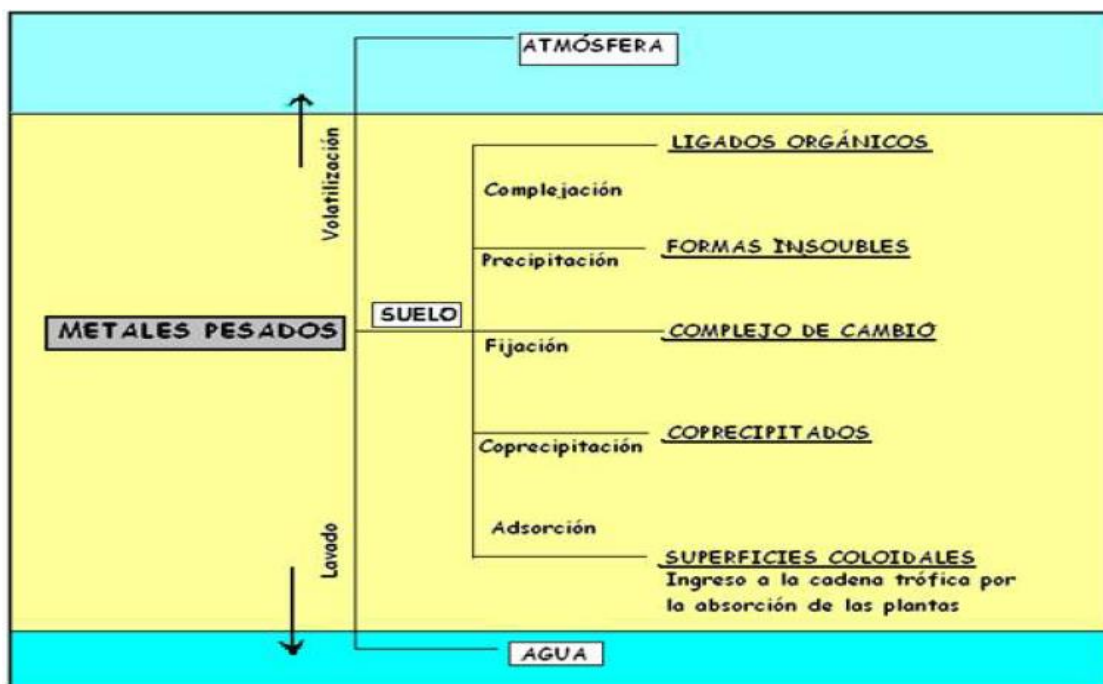 ATMÓSFERA
Volatilización
LIGADOS ORGÁNICOS
Complejación
FORMAS INSOUBLES
Precipitación
METALES PESADOS
SUELO
COMPLEJO DE CAMBIÓ
Fijación
COPRECIPITADOS
Coprecipitación
Lavado
Adsorción
SUPERFICIES COLOIDALES
Ingreso a la cadena trófica por
la absorción de las plantas
AGUA